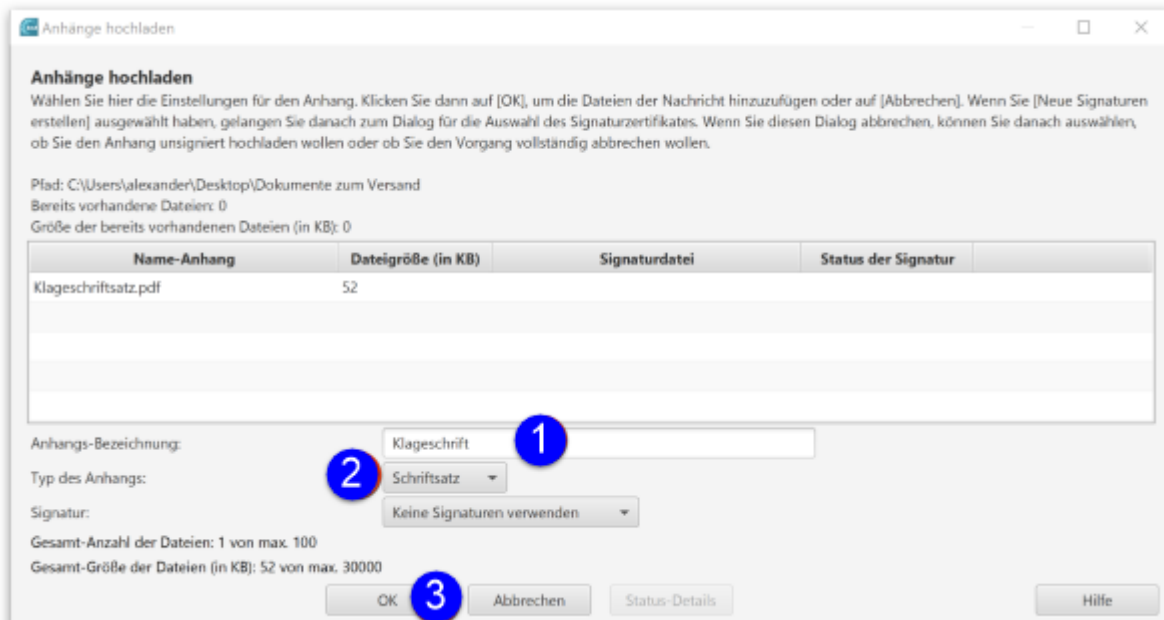 Anhänge hochladen
Anhänge hochladen
Wählen Sie hier die Einstellungen für den Anhang. Klicken Sie dann auf [OK], um die Dateien der Nachricht hinzuzufügen oder auf [Abbrechen]. Wenn Sie [Neue Signaturen
erstellen] ausgewählt haben, gelangen Sie danach zum Dialog für die Auswahl des Signaturzertifikates. Wenn Sie diesen Dialog abbrechen, können Sie danach auswählen,
ob Sie den Anhang unsigniert hochladen wollen oder ob Sie den Vorgang vollständig abbrechen wollen.
Pfad: C:\Users\alexander\Desktop\Dokumente zum Versand
Bereits vorhandene Dateien: 0
Größe der bereits vorhandenen Dateien (in KB): 0
Name-Anhang Dateigröße (in KB) Signaturdatei Status der Signatur
Klageschriftsatz.pdf 52
Anhangs-Bezeichnung: Klageschrift 1
Typ des Anhangs: 2 Schriftsatz
Signatur: Keine Signaturen verwenden
Gesamt-Anzahl der Dateien: 1 von max. 100
Gesamt-Größe der Dateien (in KB): 52 von max. 30000
OK 3 Abbrechen Status-Details Hilfe